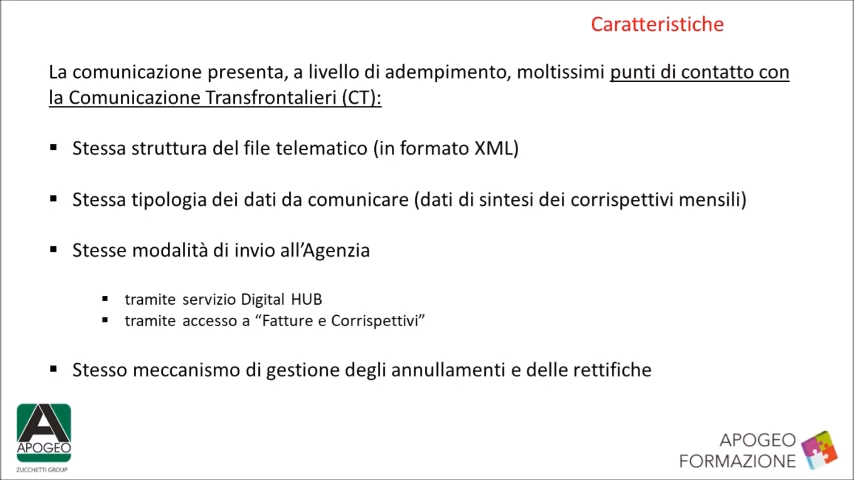 Caratteristiche
La comunicazione presenta, a livello di adempimento, moltissimi punti di contatto con
la Comunicazione Transfrontalieri (CT):
▪ Stessa struttura del file telematico (in formato XML)
▪ Stessa tipologia dei dati da comunicare (dati di sintesi dei corrispettivi mensili)
▪ Stesse modalità di invio all’Agenzia
▪ tramite servizio Digital HUB
▪ tramite accesso a “Fatture e Corrispettivi”
▪ Stesso meccanismo di gestione degli annullamenti e delle rettifiche
A
APOGEO
ZUCCHETTI GROUP
APOGEO
FORMAZIONE